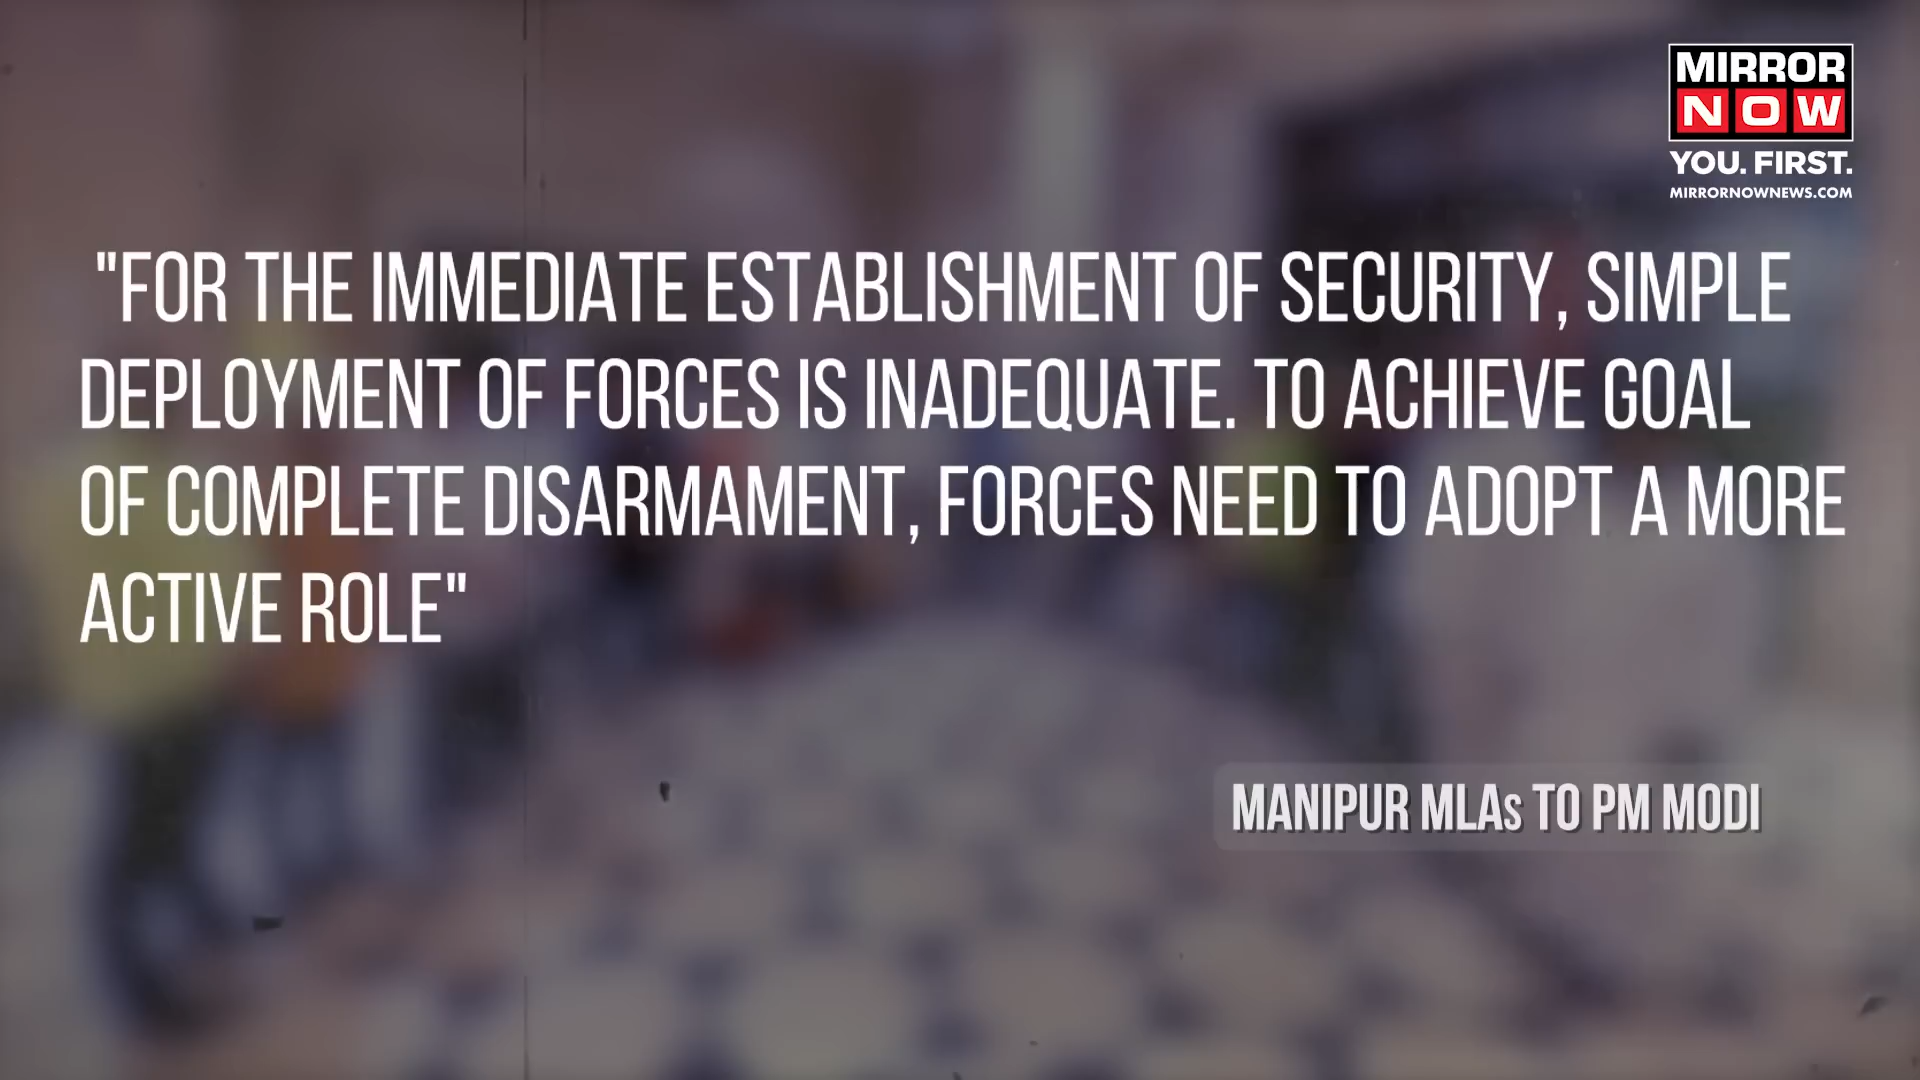 MIRROR
NOW
YOU. FIRST.
MIRRORNOWNEWS.COM
"FOR THE IMMEDIATE ESTABLISHMENT OF SECURITY, SIMPLE
DEPLOYMENT OF FORCES IS INADEQUATE. TO ACHIEVE GOAL
OF COMPLETE DISARMAMENT, FORCES NEED TO ADOPT A MORE
ACTIVE ROLE"
MANIPUR MLAs TO PM MODI